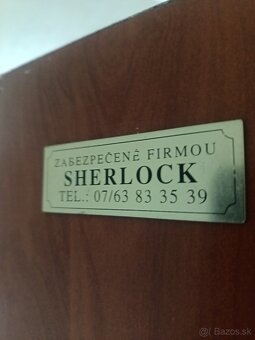 ZABEZPEČENÉ FIRMOU
SHERLOCK
TEL.: 07/63 83 35 39
Bazos.sk